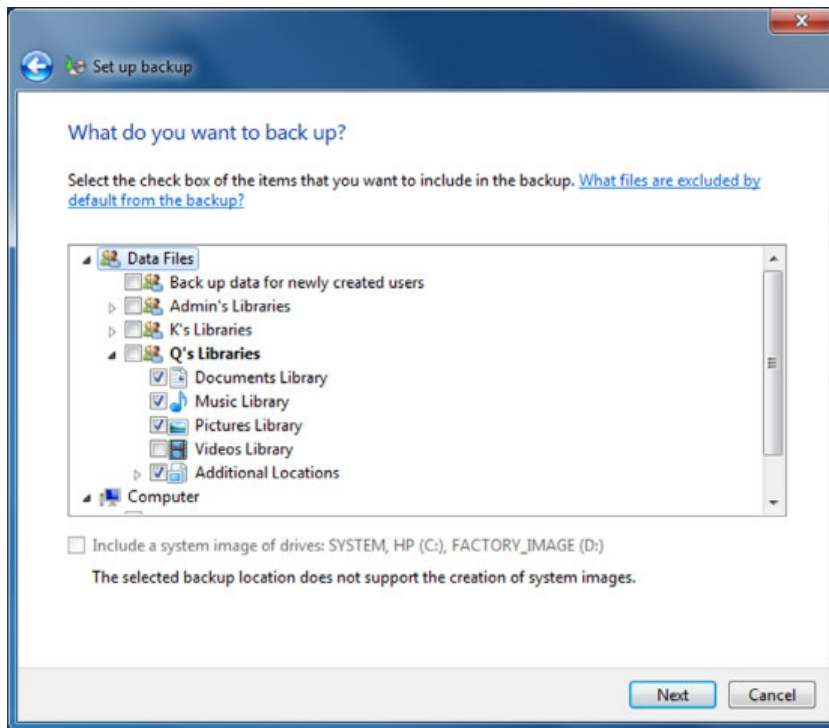 Set up backup
What do you want to back up?
Select the check box of the items that you want to include in the backup. What files are excluded by
default from the backup?
Data Files
Back up data for newly created users
Admin's Libraries
K's Libraries
Q's Libraries
Documents Library
Music Library
Pictures Library
Videos Library
Additional Locations
Computer
Include a system image of drives: SYSTEM, HP (C:), FACTORY_IMAGE (D:)
The selected backup location does not support the creation of system images.
Next Cancel